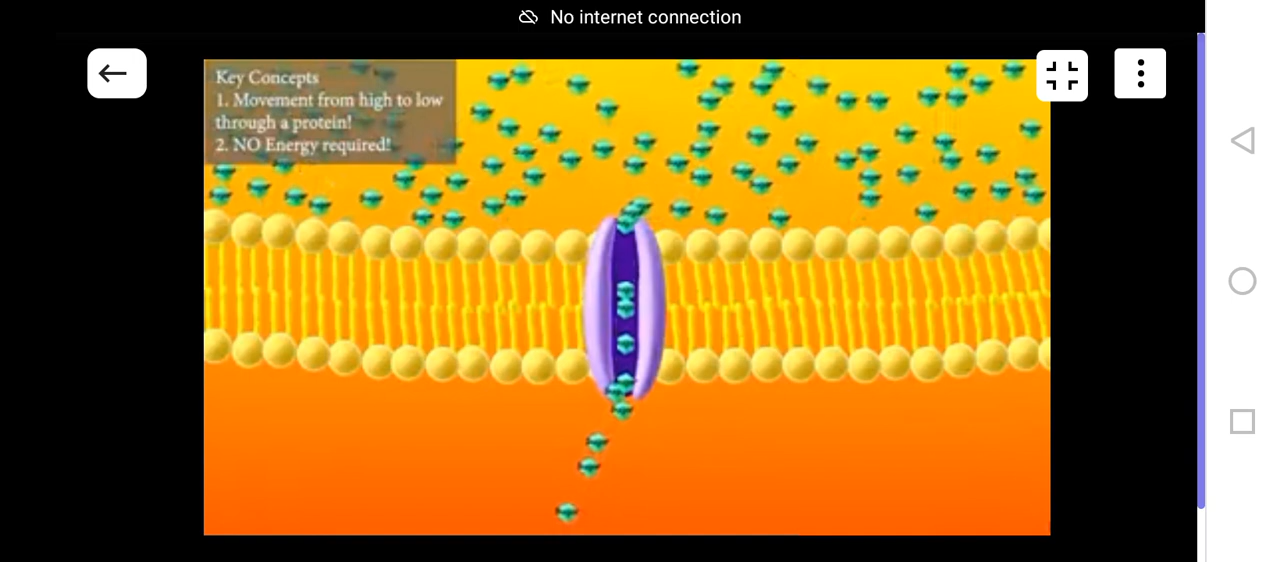 No internet connection
Key Concepts
1. Movement from high to low
through a protein!
2. NO Energy required!